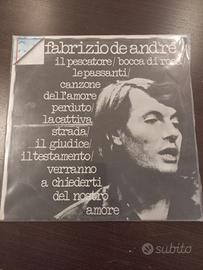 fabrizio de andré
il pescatore/bocca di rosa
le passanti/
canzone
dell'amore
perduto/
la cattiva
strada/
il giudice/
il testamento/
verranno
a chiederti
del nostro
amore
subito